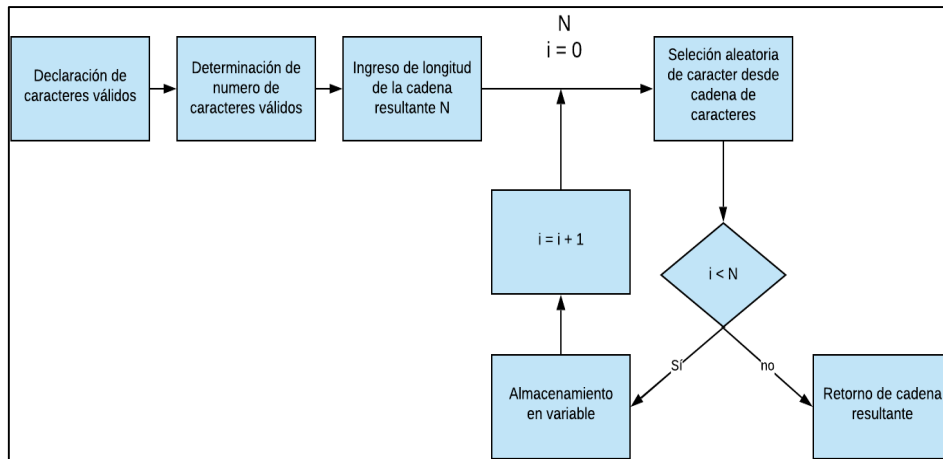 Declaración de
caracteres válidos
Determinación de
numero de
caracteres válidos
Ingreso de longitud
de la cadena
resultante N
N
i = 0
Seleción aleatoria
de caracter desde
cadena de
caracteres
i = i + 1
i < N
Sí
no
Almacenamiento
en variable
Retorno de cadena
resultante